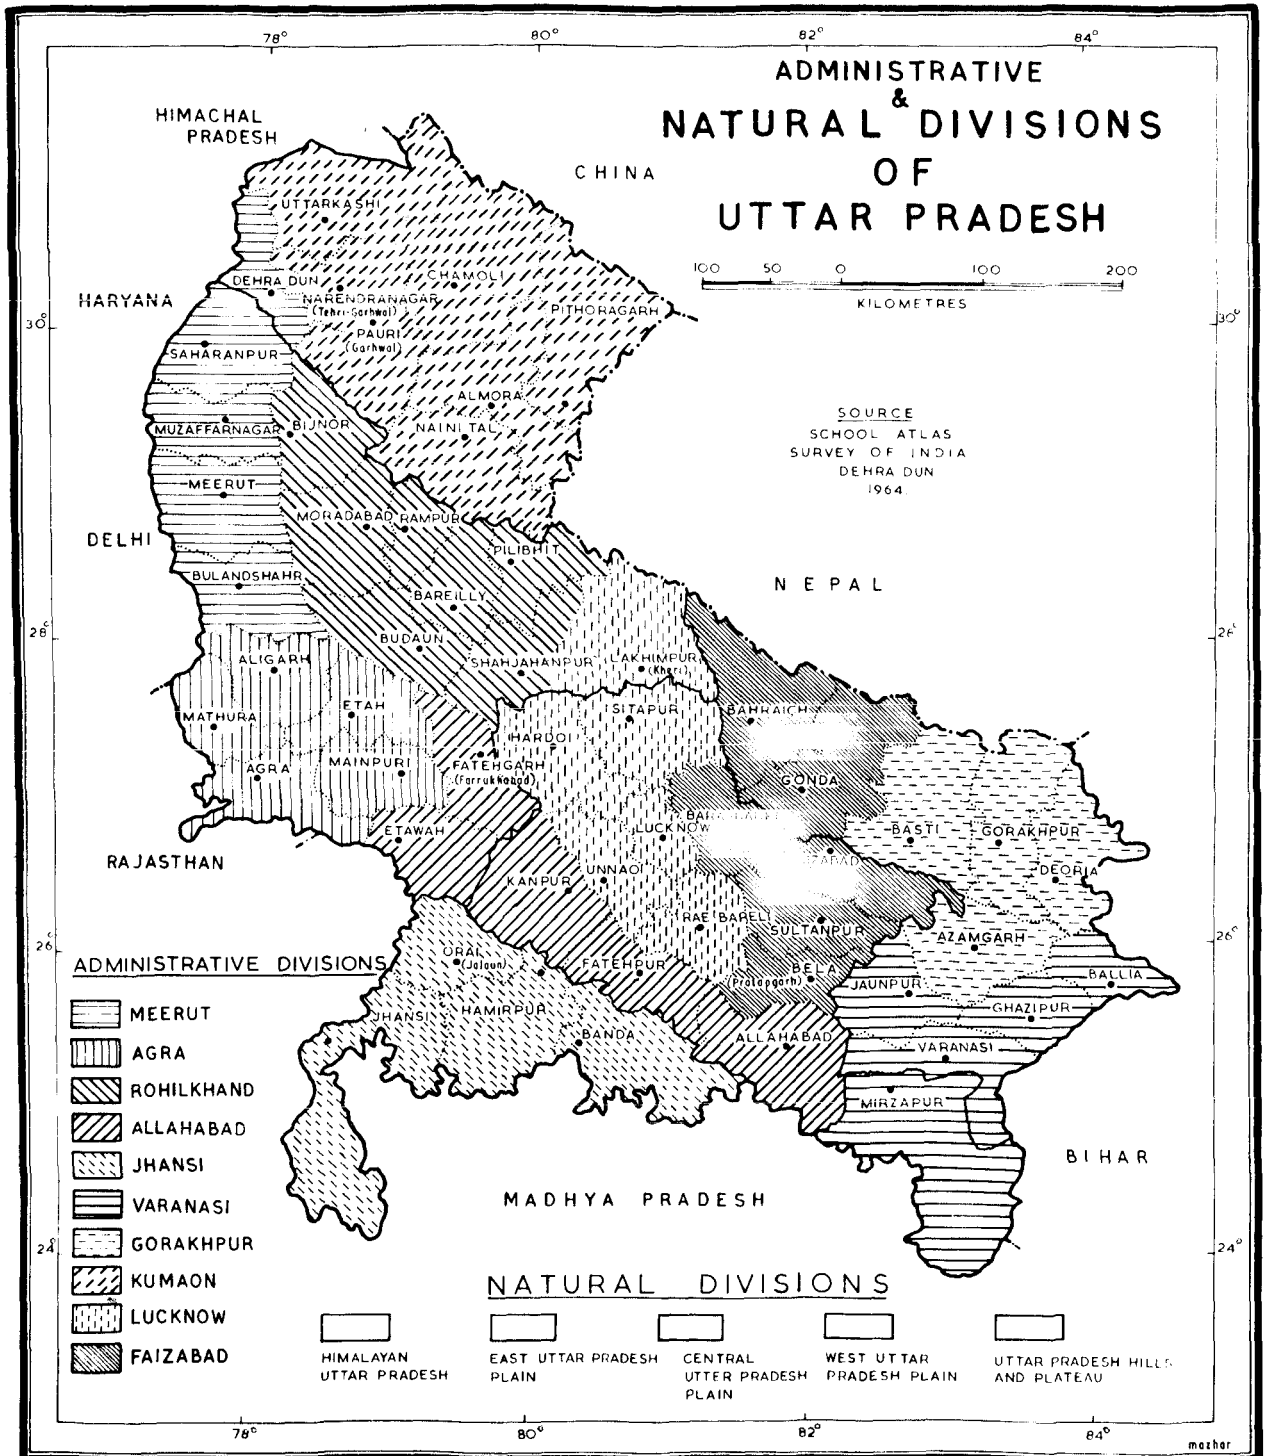 78°
80°
82°
84°
ADMINISTRATIVE
&
NATURAL DIVISIONS
OF
UTTAR PRADESH
HIMACHAL
PRADESH
CHINA
100 50 0 100 200
KILOMETRES
UTTARKASHI
DEHRA DUN
CHAMOLI
NARENDRANAGAR
(Tehri-Garhwal)
PITHORAGARH
PAURI
(Garhwal)
HARYANA
30°
30°
SAHARANPUR
ALMORA
NAINI TAL
MUZAFFARNAGAR
BIJNOR
SOURCE
SCHOOL ATLAS
SURVEY OF INDIA
DEHRA DUN
1964.
MEERUT
MORADABAD
RAMPUR
DELHI
PILIBHIT
BULANDSHAHR
BAREILLY
NEPAL
28°
BUDAUN
ALIGARH
SHAHJAHANPUR
LAKHIMPUR
(Kheri)
MATHURA
ETAH
SITAPUR
BAHRAICH
HARDOI
AGRA
MAINPURI
FATEHGARH
(Farrukhabad)
GONDA
ETAWAH
LUCKNOW
BASTI
GORAKHPUR
RAJASTHAN
KANPUR
UNNAO
DEORIA
RAE BARELI
SULTANPUR
AZAMGARH
26°
26°
ORAI
(Jalaun)
FATEHPUR
BELA
(Pratapgarh)
JAUNPUR
BALLIA
JHANSI
HAMIRPUR
GHAZIPUR
BANDA
ALLAHABAD
VARANASI
MIRZAPUR
BIHAR
MADHYA PRADESH
24°
24°
ADMINISTRATIVE DIVISIONS
MEERUT
AGRA
ROHILKHAND
ALLAHABAD
JHANSI
VARANASI
GORAKHPUR
KUMAON
LUCKNOW
FAIZABAD
NATURAL DIVISIONS
HIMALAYAN
UTTAR PRADESH
EAST UTTAR PRADESH
PLAIN
CENTRAL
UTTER PRADESH
PLAIN
WEST UTTAR
PRADESH PLAIN
UTTAR PRADESH HILLS
AND PLATEAU
78°
80°
82°
84°
mazhar